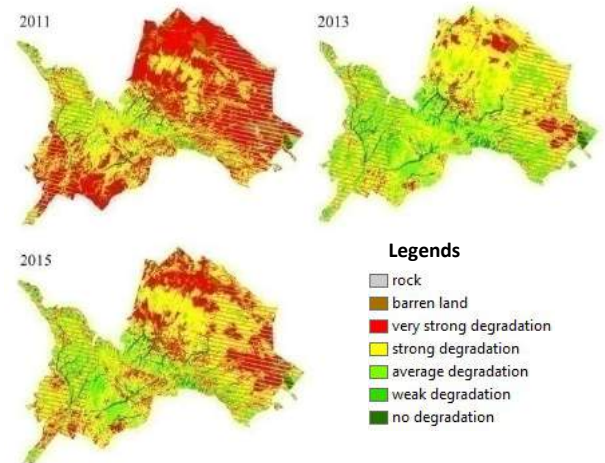 2011
2013
2015
Legends
rock
barren land
very strong degradation
strong degradation
average degradation
weak degradation
no degradation